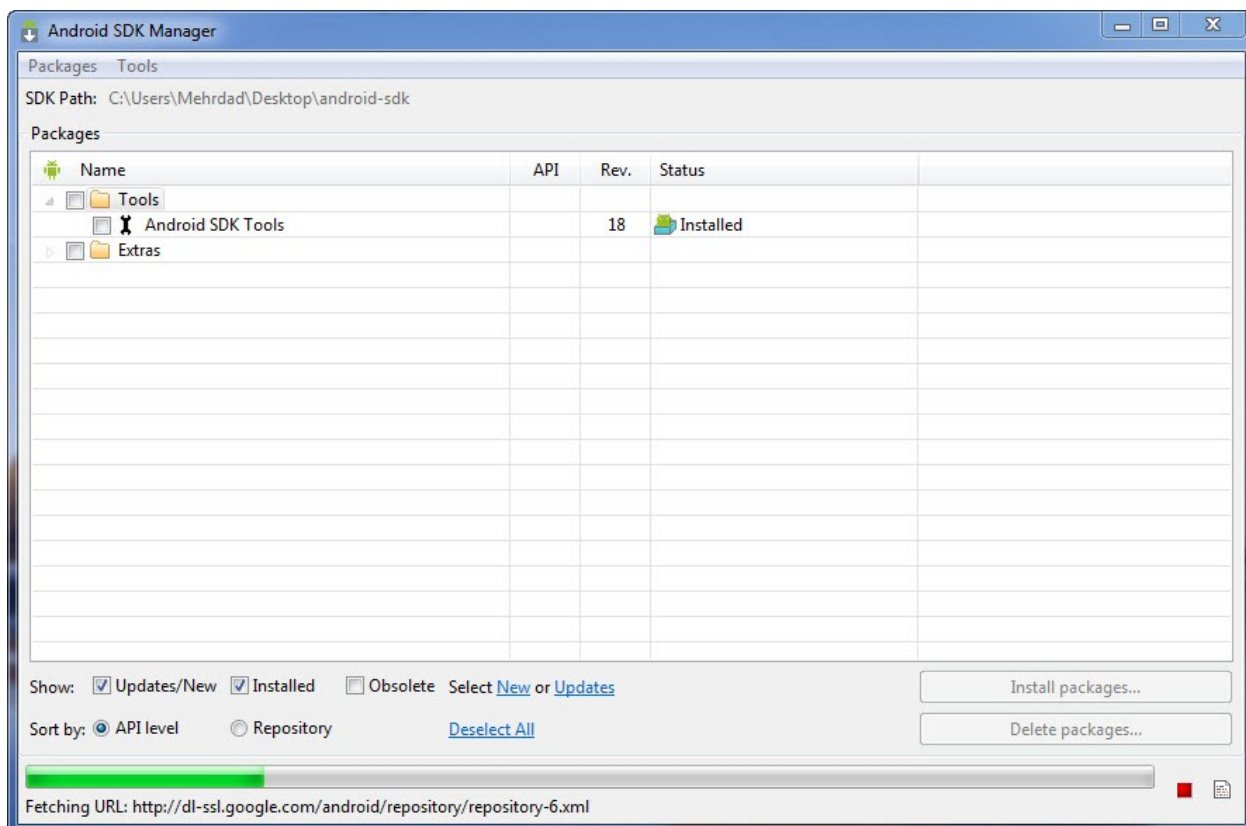 Android SDK Manager
Packages Tools
SDK Path: C:\Users\Mehrdad\Desktop\android-sdk
Packages
Name API Rev. Status
Tools
Android SDK Tools 18 Installed
Extras
Show: Updates/New Installed Obsolete Select New or Updates Install packages...
Sort by: API level Repository Deselect All Delete packages...
Fetching URL: http://dl-ssl.google.com/android/repository/repository-6.xml